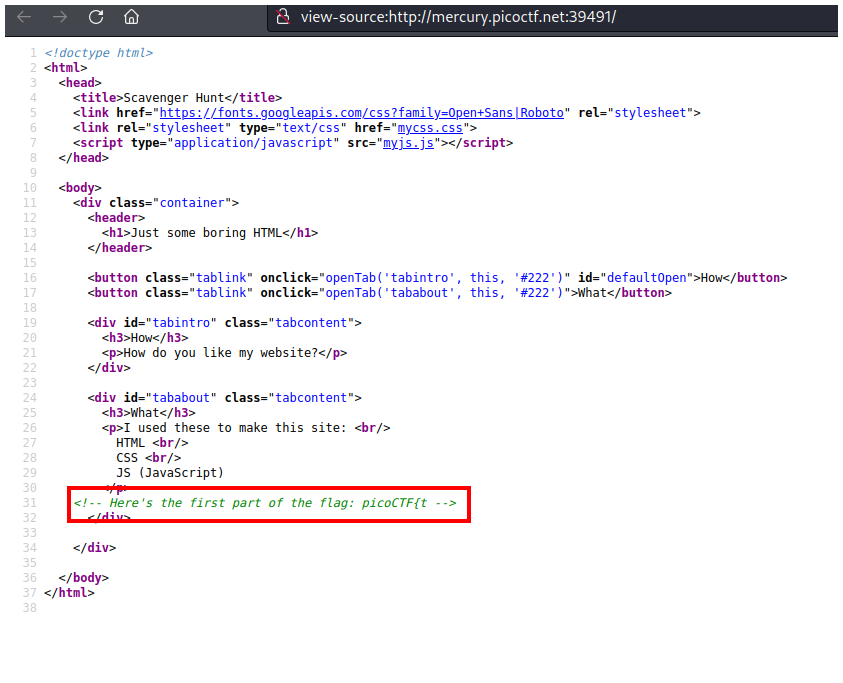 view-source:http://mercury.picoctf.net:39491/
1 <!doctype html>
2 <html>
3 <head>
4 <title>Scavenger Hunt</title>
5 <link href="https://fonts.googleapis.com/css?family=Open+Sans|Roboto" rel="stylesheet">
6 <link rel="stylesheet" type="text/css" href="mycss.css">
7 <script type="application/javascript" src="myjs.js"></script>
8 </head>
9
10 <body>
11 <div class="container">
12 <header>
13 <h1>Just some boring HTML</h1>
14 </header>
15
16 <button class="tablink" onclick="openTab('tabintro', this, '#222')" id="defaultOpen">How</button>
17 <button class="tablink" onclick="openTab('tababout', this, '#222')">What</button>
18
19 <div id="tabintro" class="tabcontent">
20 <h3>How</h3>
21 <p>How do you like my website?</p>
22 </div>
23
24 <div id="tababout" class="tabcontent">
25 <h3>What</h3>
26 <p>I used these to make this site: <br/>
27 HTML <br/>
28 CSS <br/>
29 JS (JavaScript)
30 </p>
31 <!-- Here's the first part of the flag: picoCTF{t -->
32 </div>
33
34 </div>
35
36 </body>
37 </html>
38